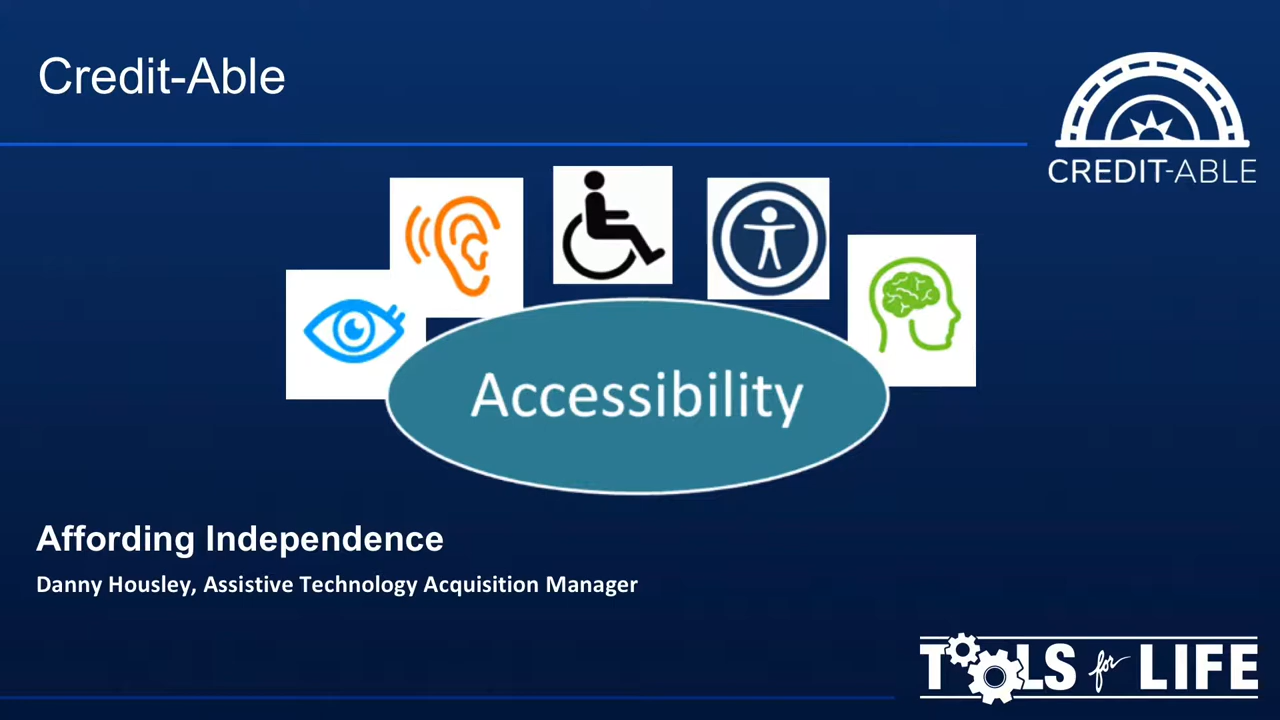 Credit-Able
CREDIT-ABLE
Accessibility
Affording Independence
Danny Housley, Assistive Technology Acquisition Manager
TOOLS for LIFE